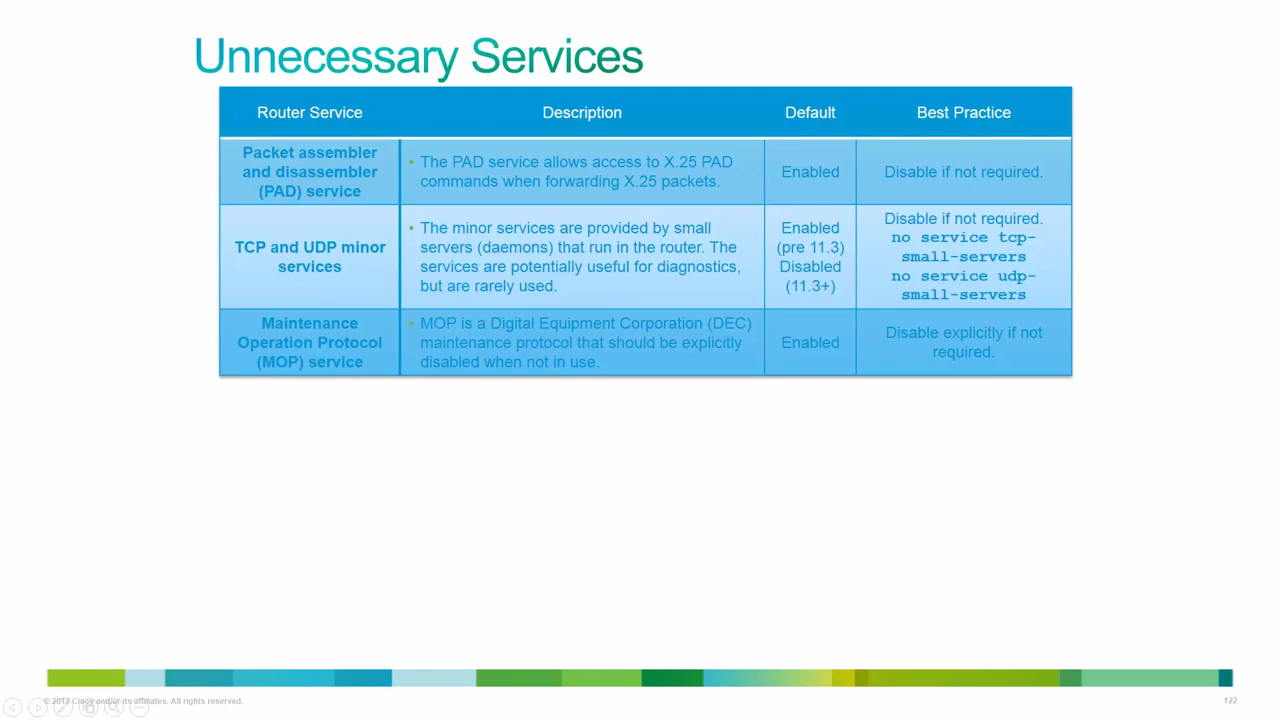 Unnecessary Services
Router Service
Description
Default
Best Practice
Packet assembler
and disassembler
(PAD) service
• The PAD service allows access to X.25 PAD
commands when forwarding X.25 packets.
Enabled
Disable if not required.
TCP and UDP minor
services
• The minor services are provided by small
servers (daemons) that run in the router. The
services are potentially useful for diagnostics,
but are rarely used.
Enabled
(pre 11.3)
Disabled
(11.3+)
Disable if not required.
no service tcp-
small-servers
no service udp-
small-servers
Maintenance
Operation Protocol
(MOP) service
• MOP is a Digital Equipment Corporation (DEC)
maintenance protocol that should be explicitly
disabled when not in use.
Enabled
Disable explicitly if not
required.
© 2012 Cisco and/or its affiliates. All rights reserved.
122